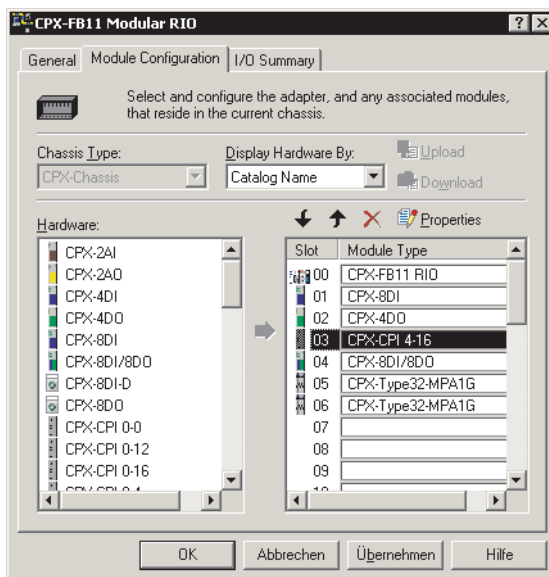 CPX-FB11 Modular RIO
General Module Configuration I/O Summary
Select and configure the adapter, and any associated modules,
that reside in the current chassis.
Chassis Type: Display Hardware By: Upload
CPX-Chassis Catalog Name Download
Hardware: Properties
Slot Module Type
CPX-2AI 00 CPX-FB11 RIO
CPX-2AO 01 CPX-8DI
CPX-4DI 02 CPX-4DO
CPX-4DO 03 CPX-CPI 4-16
CPX-8DI 04 CPX-8DI/8DO
CPX-8DI/8DO 05 CPX-Type32-MPA1G
CPX-8DI-D 06 CPX-Type32-MPA1G
CPX-8DO 07
CPX-CPI 0-0 08
CPX-CPI 0-12 09
CPX-CPI 0-16
OK Abbrechen Übernehmen Hilfe